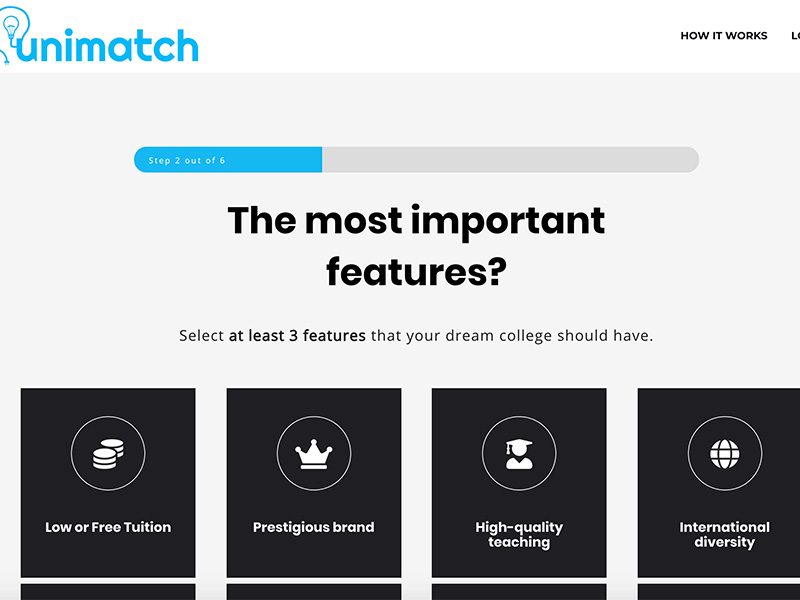 unimatch
HOW IT WORKS
Step 2 out of 6
The most important
features?
Select at least 3 features that your dream college should have.
Low or Free Tuition
Prestigious brand
High-quality
teaching
International
diversity